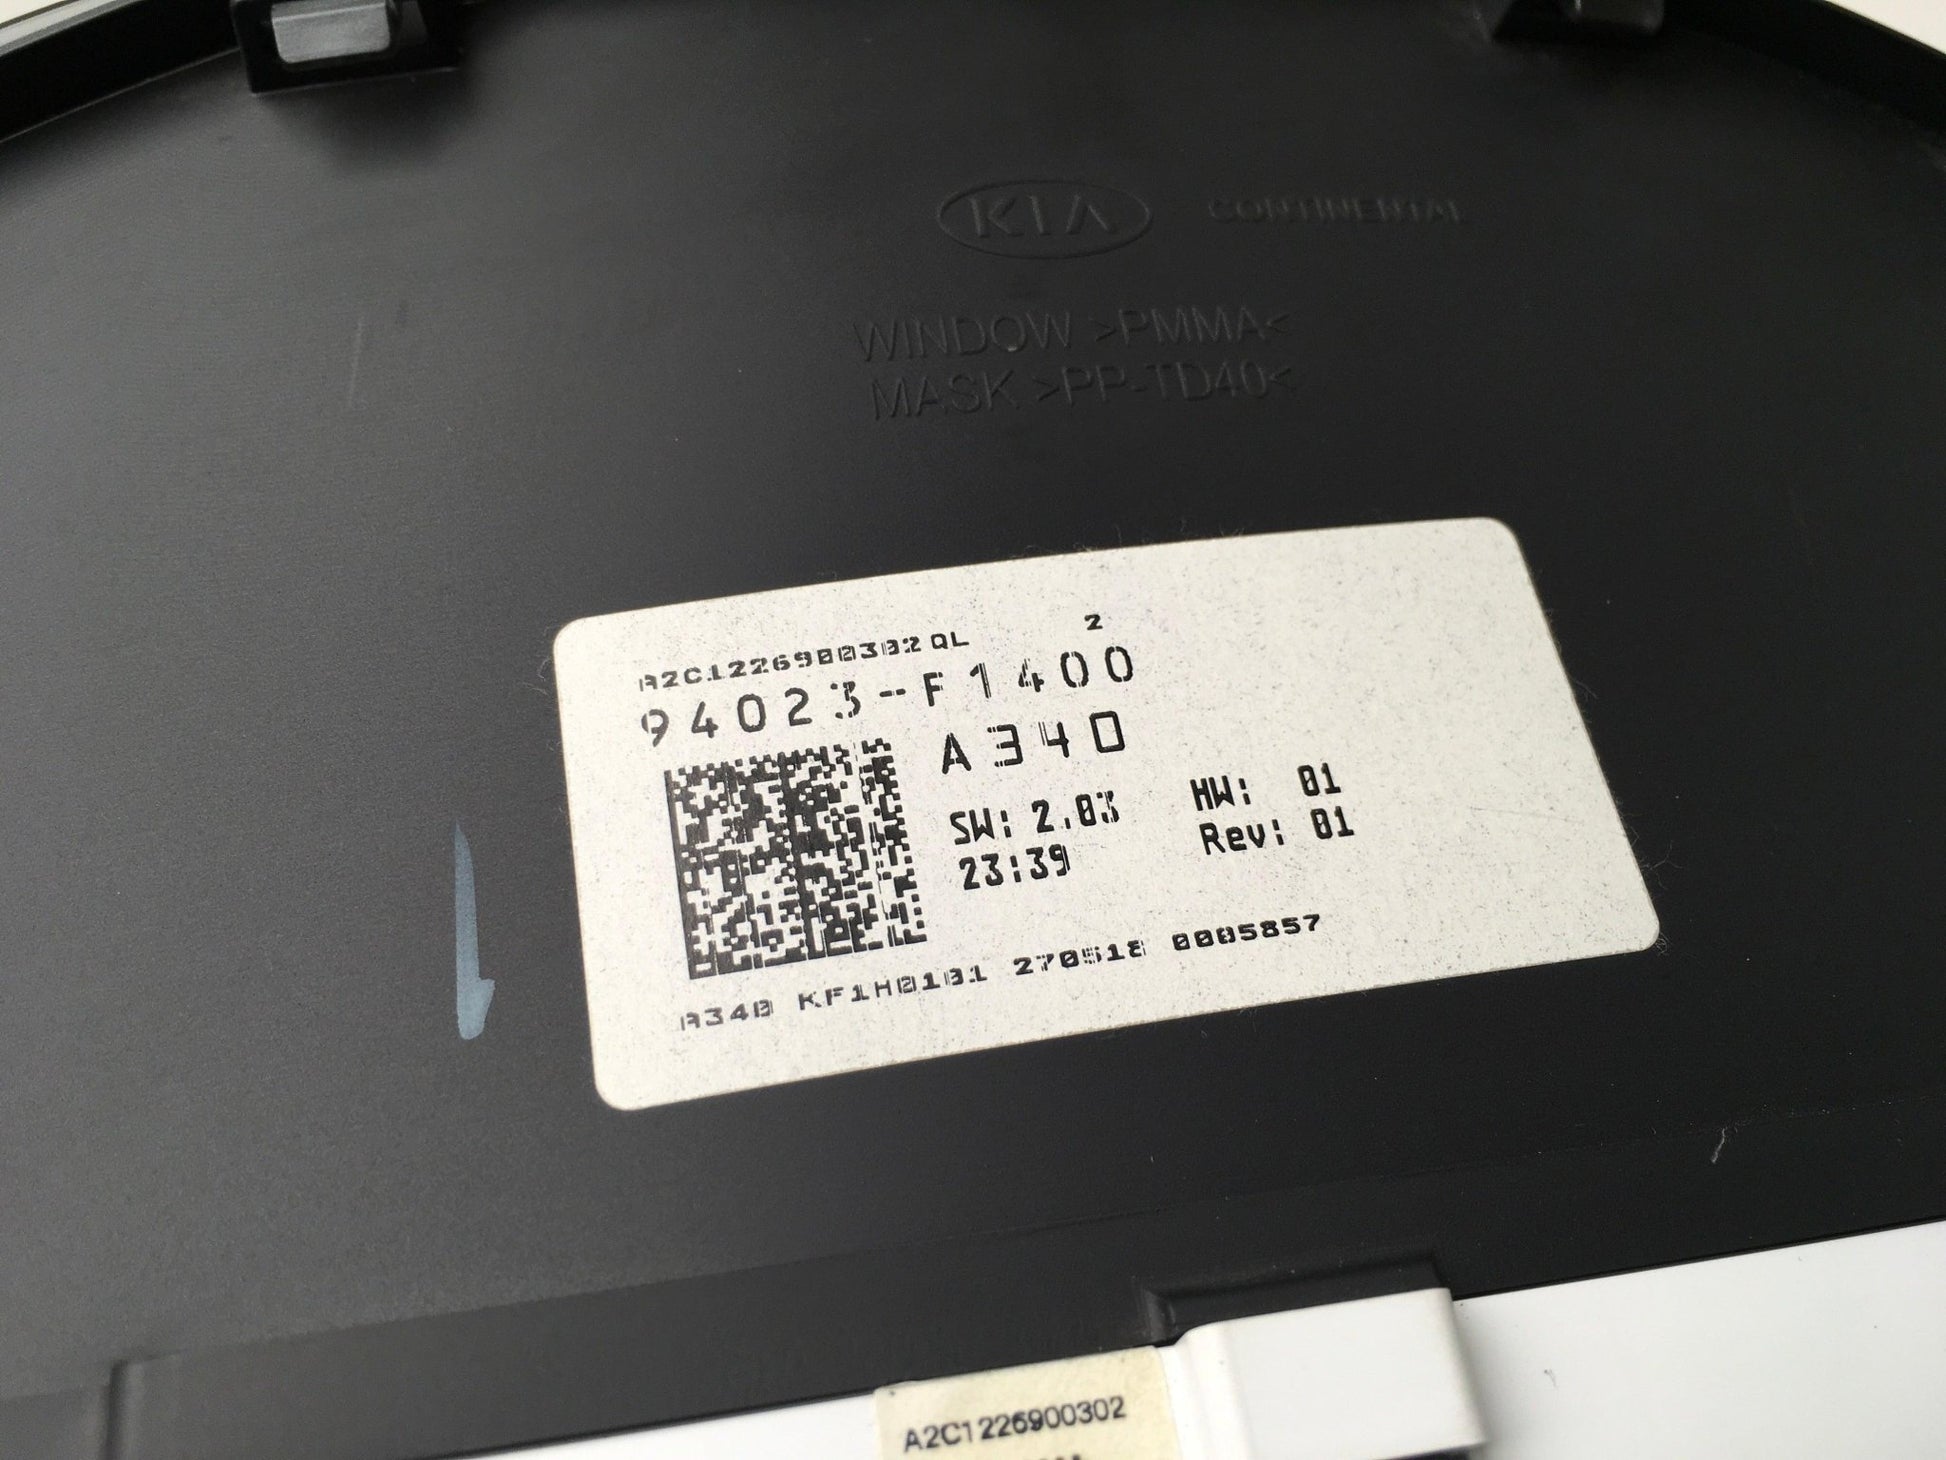 KIA CONTINENTAL
WINDOW >PMMA<
MASK >PP-TD40<
A2C1226900302 QL 2
94023-F1400
A340
SW: 2.03 HW: 01
23:39 Rev: 01
A340 KF1H0101 270518 0005857
A2C1226900302